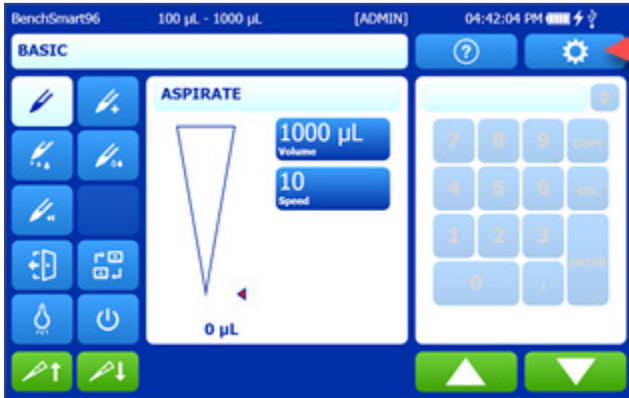 BenchSmart96 100 µL - 1000 µL [ADMIN] 04:42:04 PM
BASIC
?
ASPIRATE
1000 µL
Volume
10
Speed
0 µL
7 8 9 COPY
4 5 6 DEL
1 2 3
ENTER
0 .